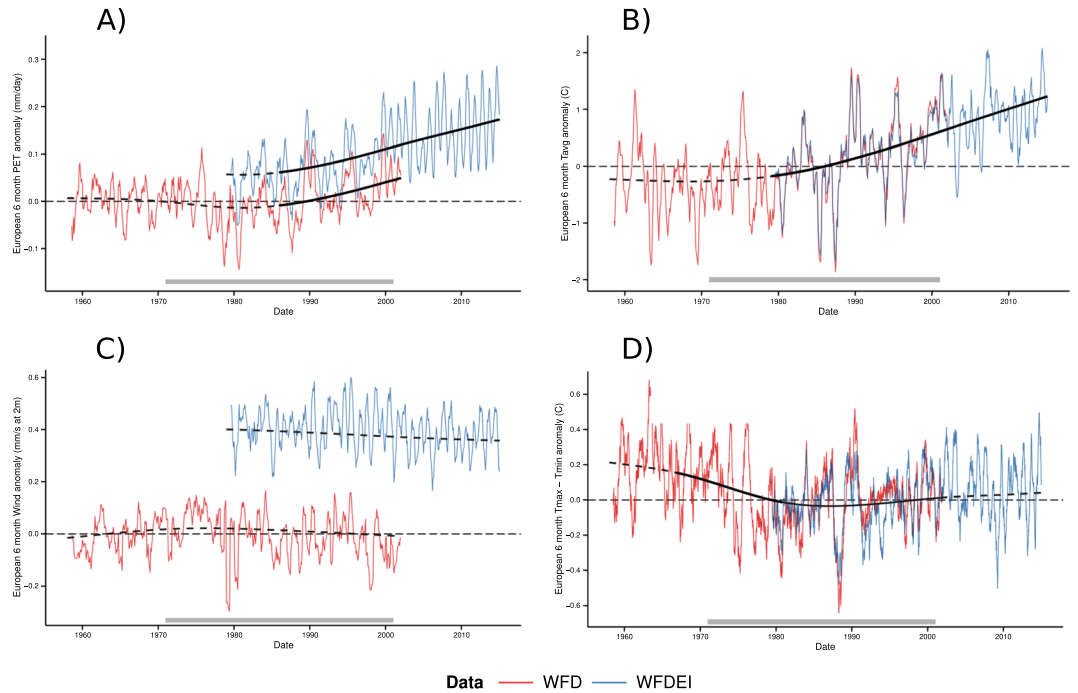 A)
European 6 month PET anomaly (mm/day)
0.3
0.2
0.1
0.0
−0.1
1960 1970 1980 1990 2000 2010
Date
B)
European 6 month Tavg anomaly (C)
2
1
0
−1
−2
1960 1970 1980 1990 2000 2010
Date
C)
European 6 month Wind anomaly (mm/s at 2m)
0.6
0.4
0.2
0.0
−0.2
1960 1970 1980 1990 2000 2010
Date
D)
European 6 month Tmax − Tmin anomaly (C)
0.6
0.4
0.2
0.0
−0.2
−0.4
−0.6
1960 1970 1980 1990 2000 2010
Date
Data WFD WFDEI